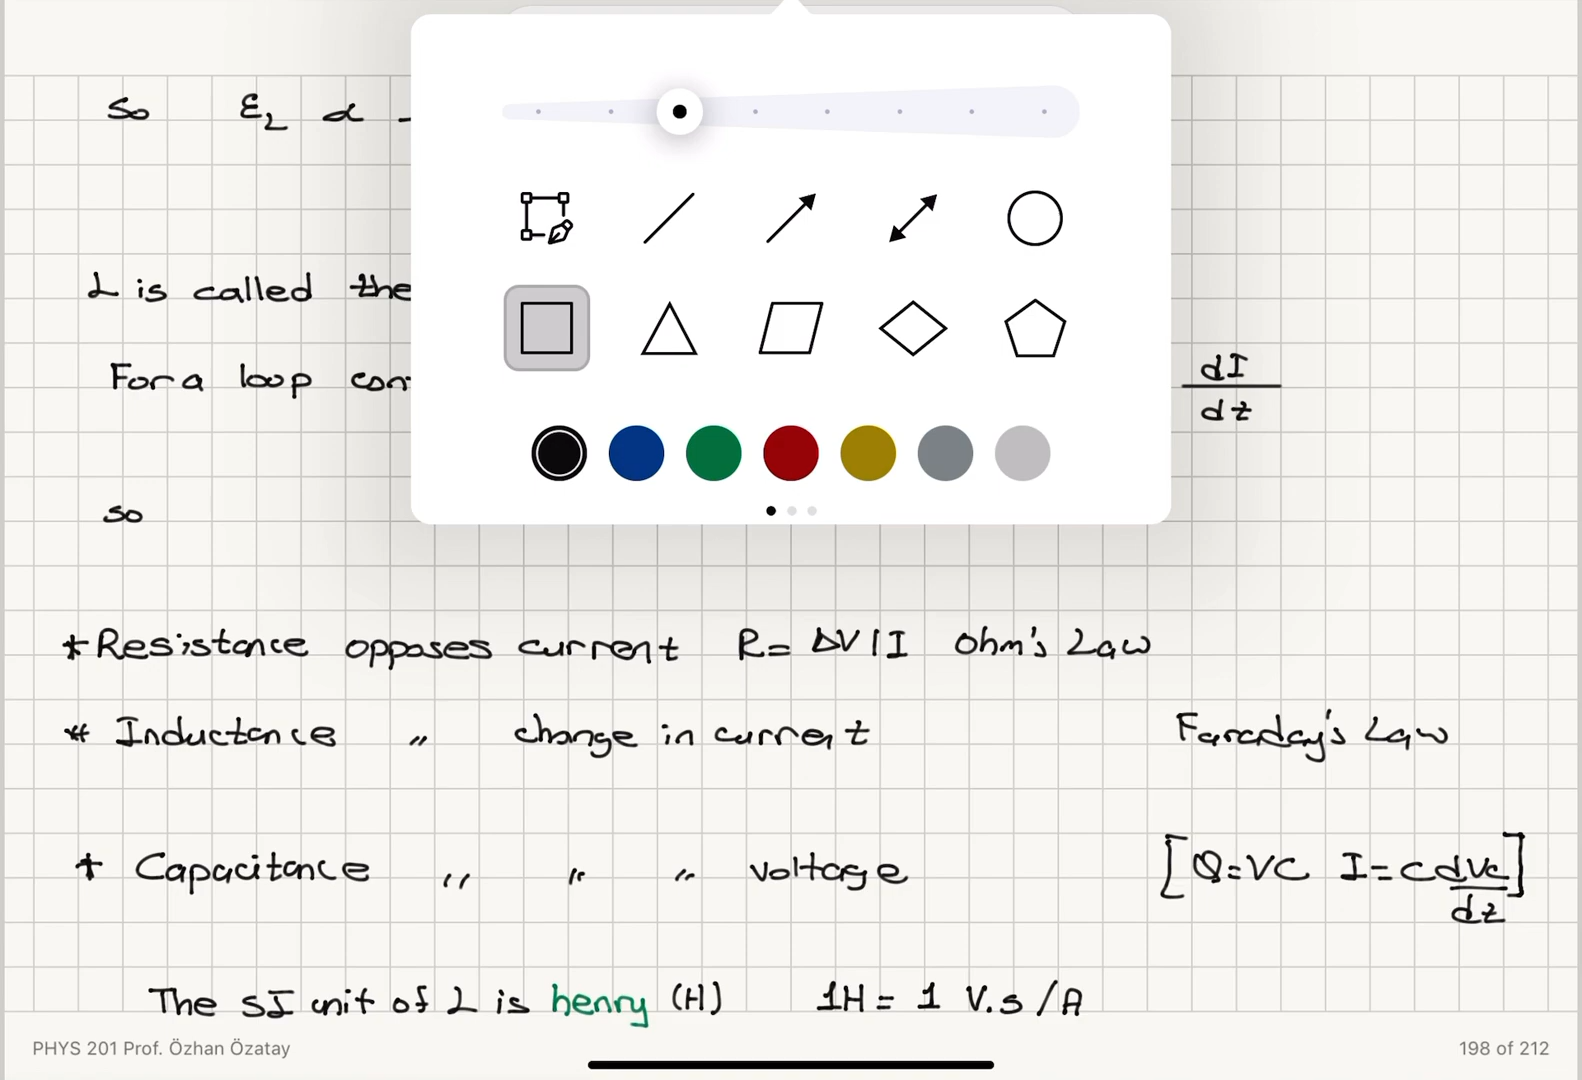 So ε_L α -
L is called the
For a loop con
dI
dt
so
* Resistance opposes current R = ΔV / I Ohm's Law
* Inductance " change in current Faraday's Law
* Capacitance " " " voltage [Q = VC I = C dVc/dt]
The SI unit of L is henry (H) 1H = 1 V.s / A
PHYS 201 Prof. Özhan Özatay 198 of 212